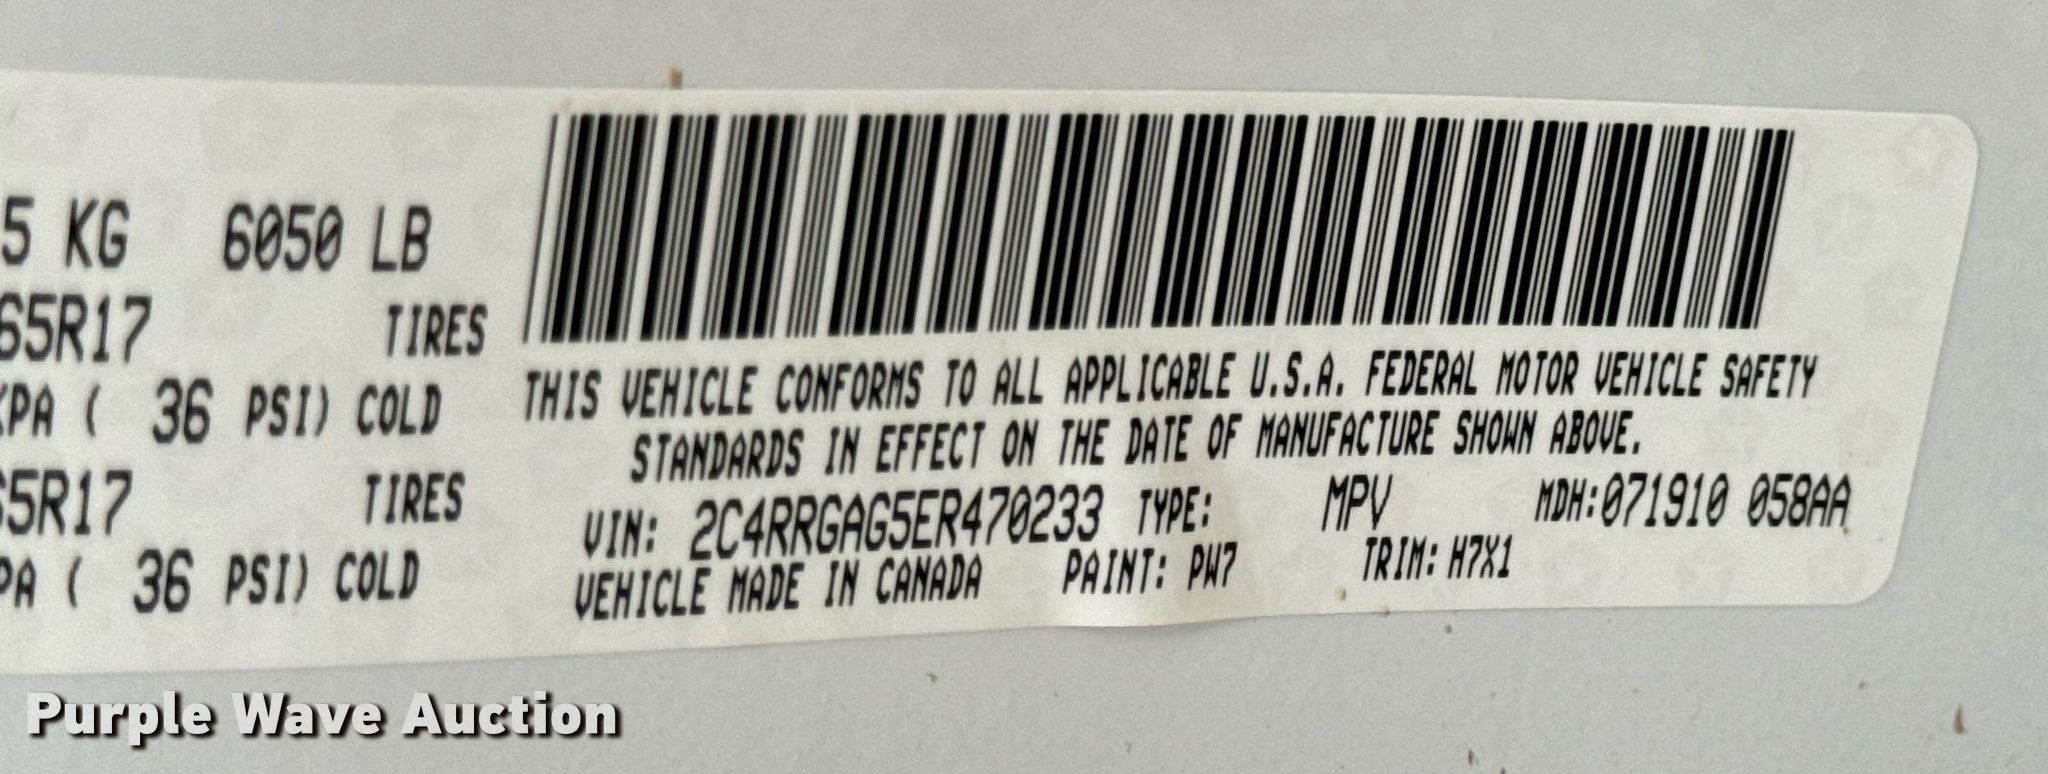 5 KG 6050 LB
65R17 TIRES
KPA ( 36 PSI) COLD
65R17 TIRES
PA ( 36 PSI) COLD
THIS VEHICLE CONFORMS TO ALL APPLICABLE U.S.A. FEDERAL MOTOR VEHICLE SAFETY
STANDARDS IN EFFECT ON THE DATE OF MANUFACTURE SHOWN ABOVE.
VIN: 2C4RRGAG5ER470233 TYPE: MPV MDH:071910 058AA
VEHICLE MADE IN CANADA PAINT: PW7 TRIM: H7X1
Purple Wave Auction